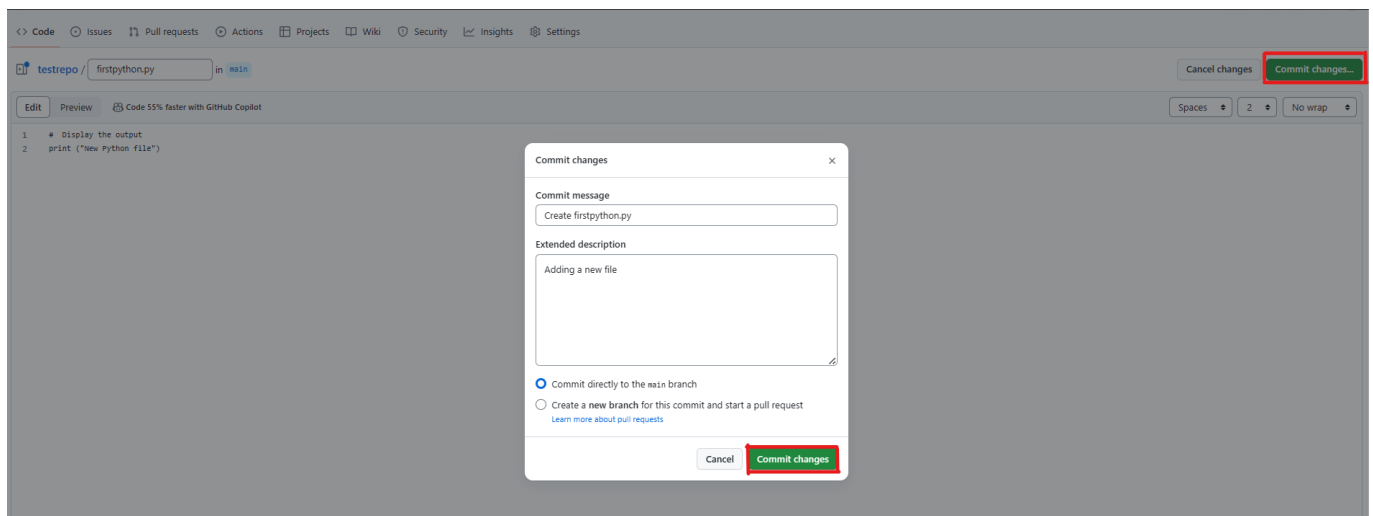 <> Code Issues Pull requests Actions Projects Wiki Security Insights Settings
testrepo / firstpython.py in main Cancel changes Commit changes...
Edit Preview Code 55% faster with GitHub Copilot Spaces 2 No wrap
1 # Display the output
2 print ("New Python file")
Commit changes
Commit message
Create firstpython.py
Extended description
Adding a new file
Commit directly to the main branch
Create a new branch for this commit and start a pull request
Learn more about pull requests
Cancel Commit changes